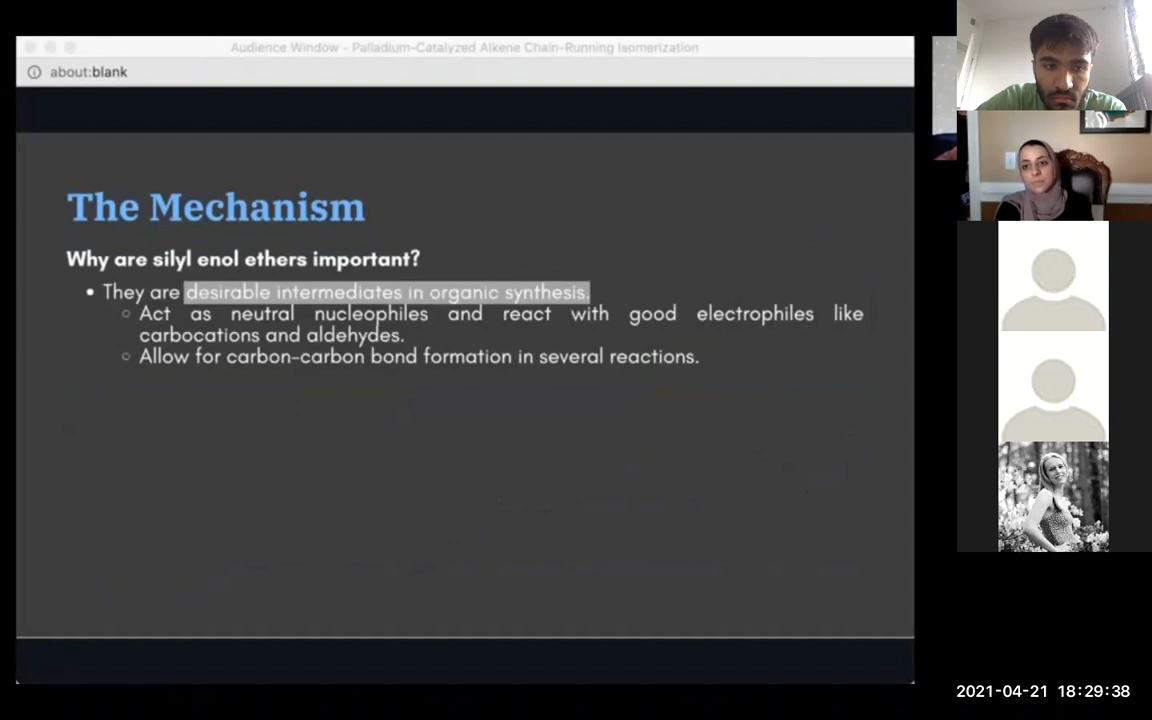 Audience Window - Palladium-Catalyzed Alkene Chain-Running Isomerization
about:blank
The Mechanism
Why are silyl enol ethers important?
• They are desirable intermediates in organic synthesis.
○ Act as neutral nucleophiles and react with good electrophiles like
carbocations and aldehydes.
○ Allow for carbon-carbon bond formation in several reactions.
2021-04-21 18:29:38